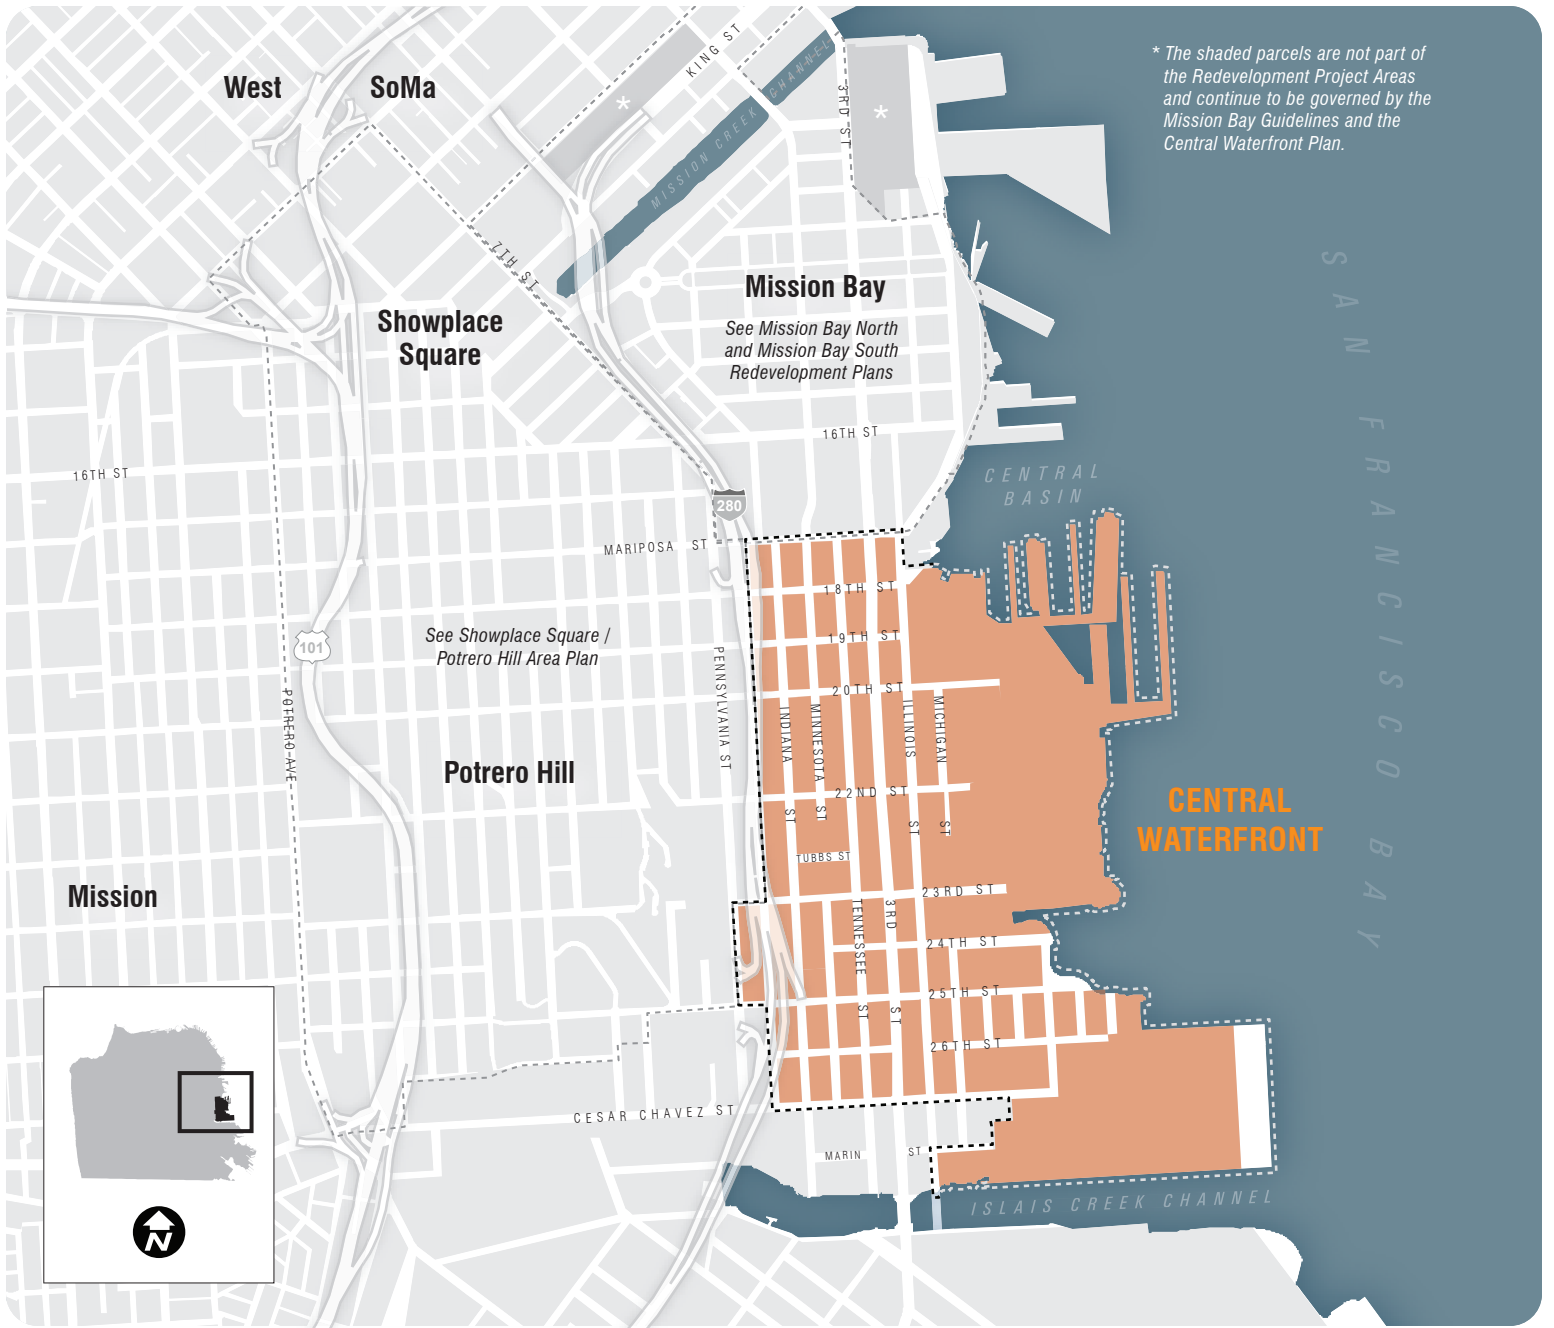 * The shaded parcels are not part of
the Redevelopment Project Areas
and continue to be governed by the
Mission Bay Guidelines and the
Central Waterfront Plan.
West
SoMa
KING ST
MISSION CREEK CHANNEL
3RD ST
*
*
7TH ST
Mission Bay
See Mission Bay North
and Mission Bay South
Redevelopment Plans
Showplace
Square
SAN FRANCISCO BAY
16TH ST
16TH ST
CENTRAL
BASIN
280
MARIPOSA ST
18TH ST
19TH ST
20TH ST
See Showplace Square /
Potrero Hill Area Plan
101
POTRERO AVE
PENNSYLVANIA ST
INDIANA ST
MINNESOTA ST
ILLINOIS ST
MICHIGAN ST
Potrero Hill
22ND ST
CENTRAL
WATERFRONT
TUBBS ST
23RD ST
Mission
TENNESSEE ST
3RD ST
24TH ST
25TH ST
26TH ST
CESAR CHAVEZ ST
MARIN ST
ISLAIS CREEK CHANNEL
N